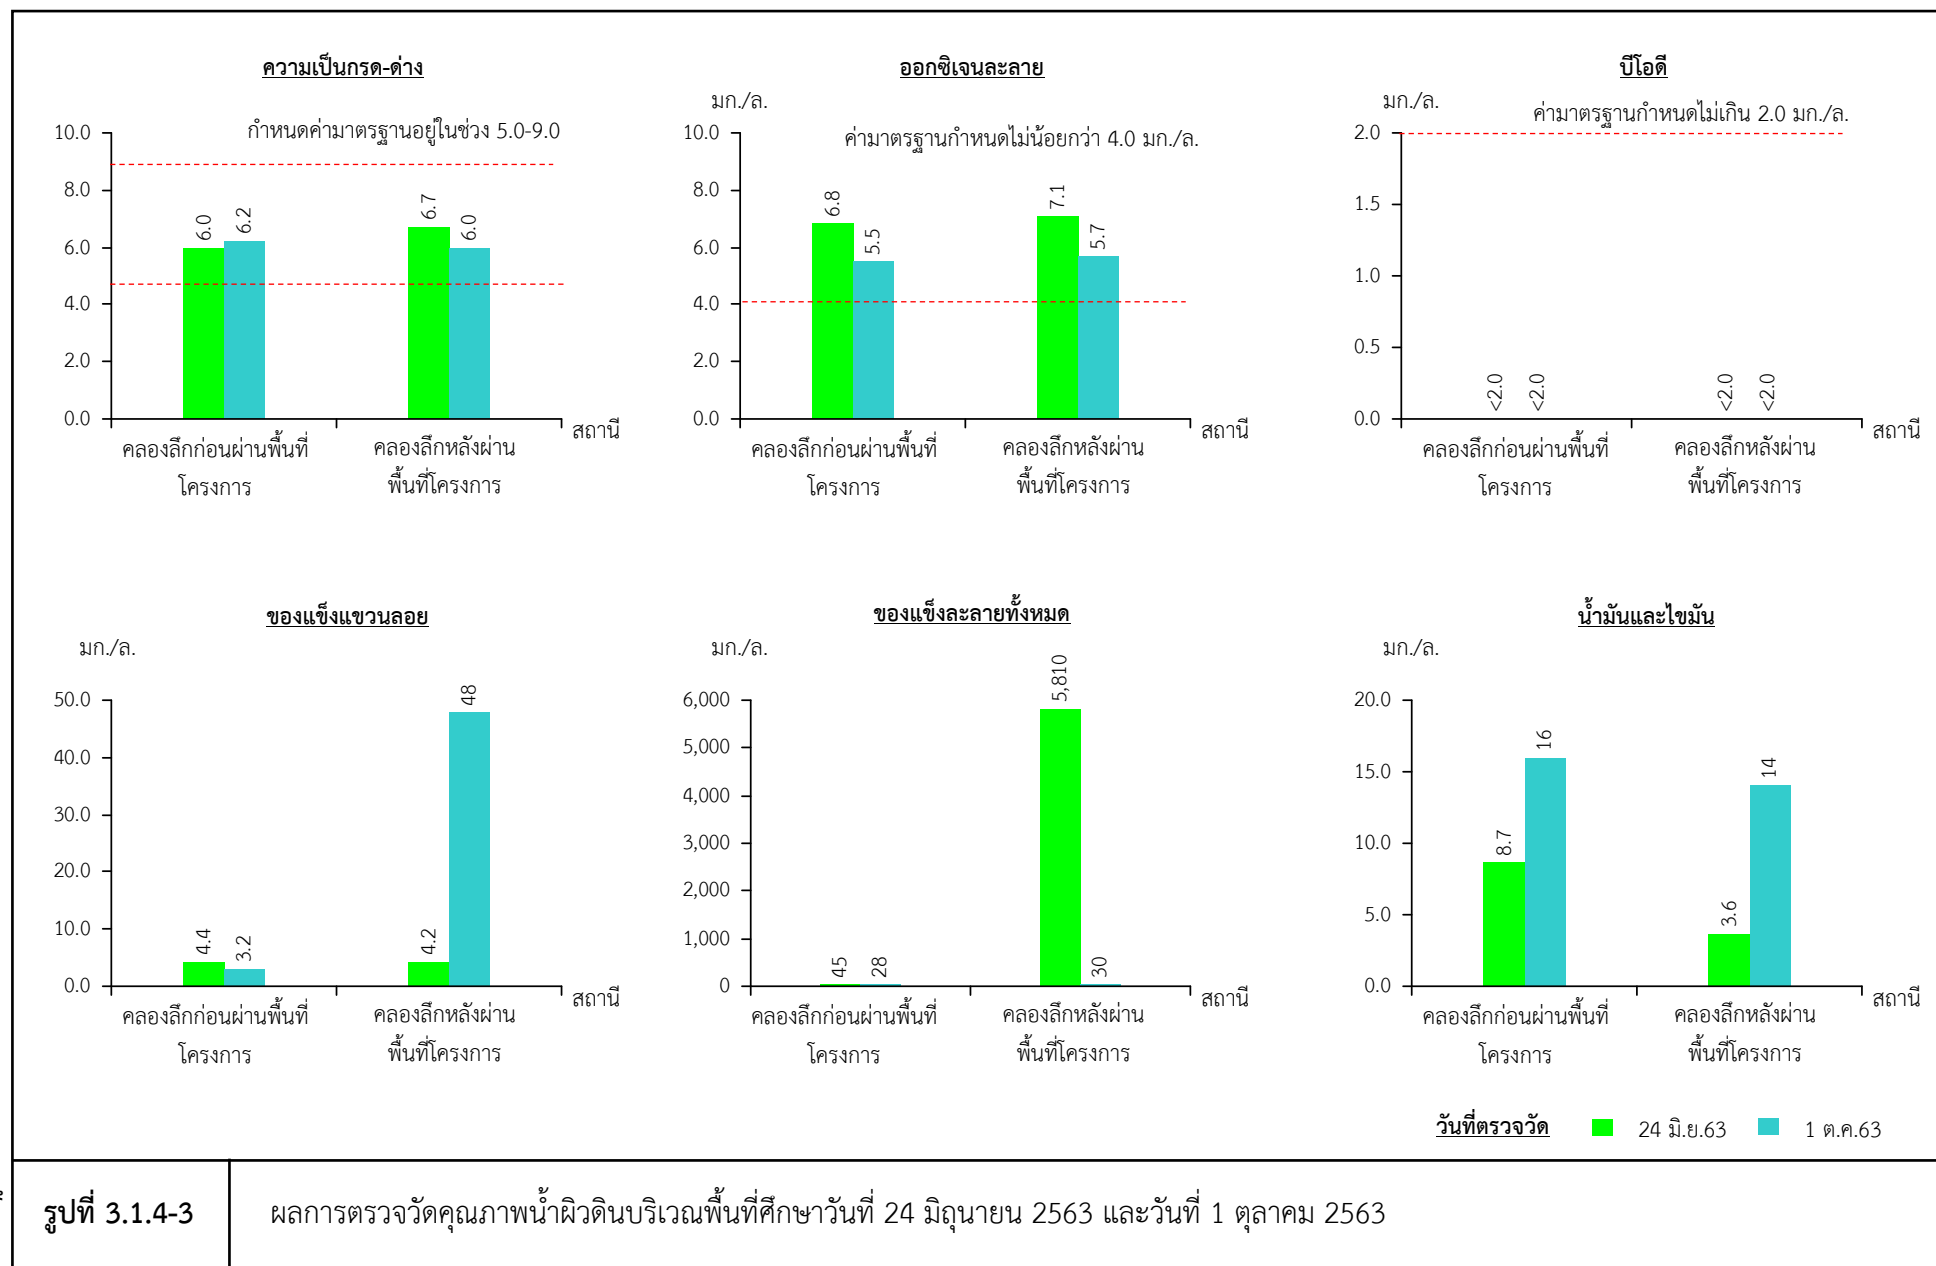 ความเป็นกรด-ด่าง
กำหนดค่ามาตรฐานอยู่ในช่วง 5.0-9.0
10.0
8.0
6.0
4.0
2.0
0.0
6.0
6.2
6.7
6.0
สถานี
คลองลึกก่อนผ่านพื้นที่
โครงการ
คลองลึกหลังผ่าน
พื้นที่โครงการ
ออกซิเจนละลาย
มก./ล.
ค่ามาตรฐานกำหนดไม่น้อยกว่า 4.0 มก./ล.
10.0
8.0
6.0
4.0
2.0
0.0
6.8
5.5
7.1
5.7
สถานี
คลองลึกก่อนผ่านพื้นที่
โครงการ
คลองลึกหลังผ่าน
พื้นที่โครงการ
บีโอดี
มก./ล.
ค่ามาตรฐานกำหนดไม่เกิน 2.0 มก./ล.
2.0
1.5
1.0
0.5
0.0
<2.0
<2.0
<2.0
<2.0
สถานี
คลองลึกก่อนผ่านพื้นที่
โครงการ
คลองลึกหลังผ่าน
พื้นที่โครงการ
ของแข็งแขวนลอย
มก./ล.
50.0
40.0
30.0
20.0
10.0
0.0
4.4
3.2
4.2
48
สถานี
คลองลึกก่อนผ่านพื้นที่
โครงการ
คลองลึกหลังผ่าน
พื้นที่โครงการ
ของแข็งละลายทั้งหมด
มก./ล.
6,000
5,000
4,000
3,000
2,000
1,000
0
45
28
5,810
30
สถานี
คลองลึกก่อนผ่านพื้นที่
โครงการ
คลองลึกหลังผ่าน
พื้นที่โครงการ
น้ำมันและไขมัน
มก./ล.
20.0
15.0
10.0
5.0
0.0
8.7
16
3.6
14
สถานี
คลองลึกก่อนผ่านพื้นที่
โครงการ
คลองลึกหลังผ่าน
พื้นที่โครงการ
วันที่ตรวจวัด 24 มิ.ย.63 1 ต.ค.63
รูปที่ 3.1.4-3
ผลการตรวจวัดคุณภาพน้ำผิวดินบริเวณพื้นที่ศึกษาวันที่ 24 มิถุนายน 2563 และวันที่ 1 ตุลาคม 2563